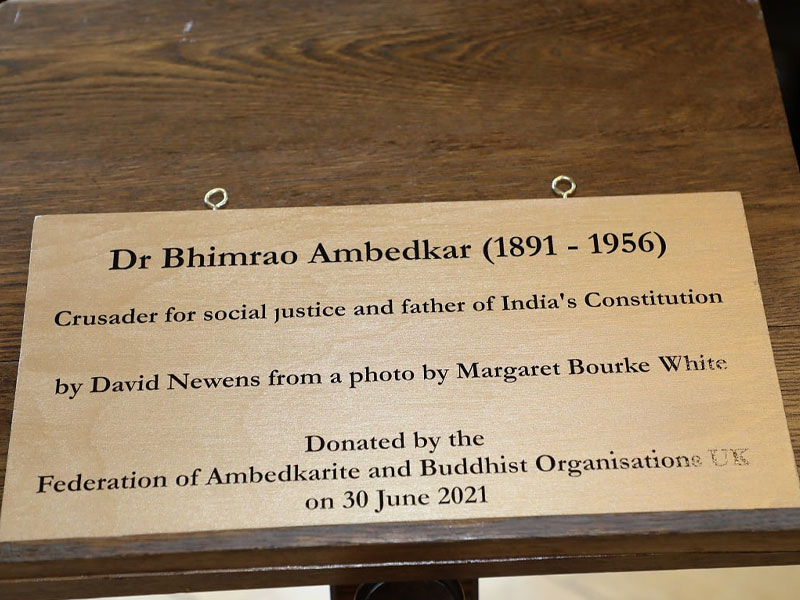 Dr Bhimrao Ambedkar (1891 - 1956)
Crusader for social justice and father of India's Constitution
by David Newens from a photo by Margaret Bourke White
Donated by the
Federation of Ambedkarite and Buddhist Organisations UK
on 30 June 2021